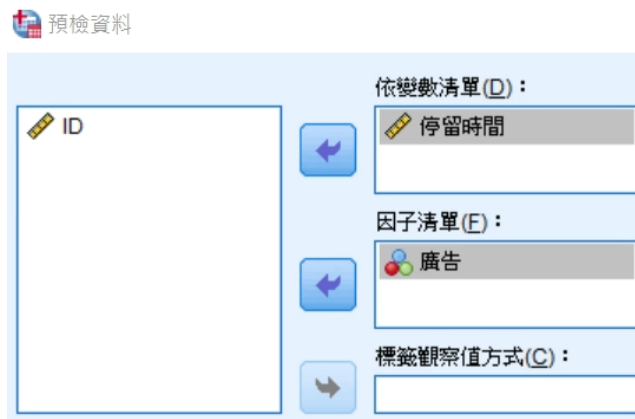 預檢資料
依變數清單(D):
ID
停留時間
因子清單(F):
廣告
標籤觀察值方式(C):